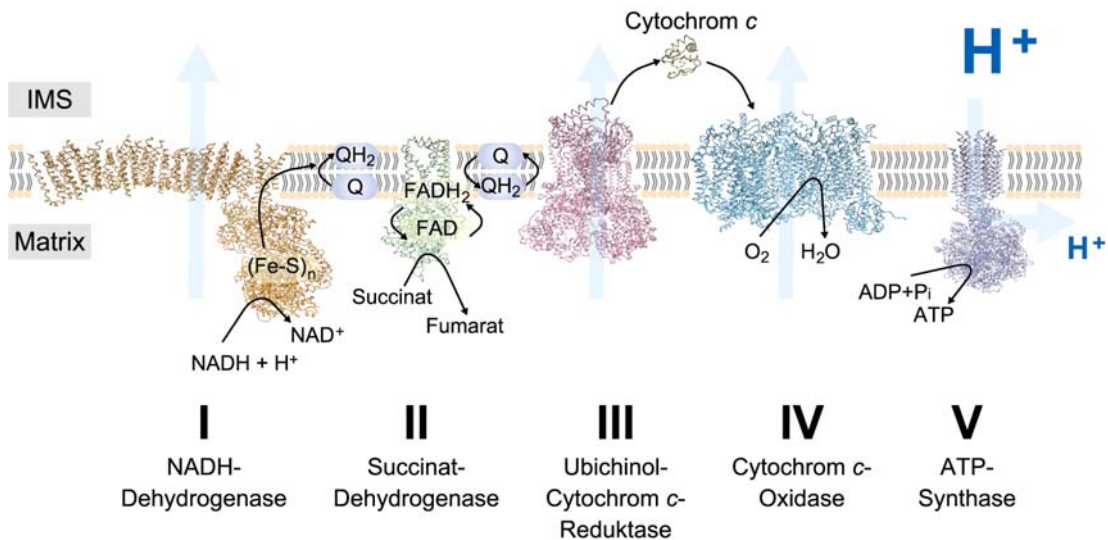 Cytochrom c
H⁺
IMS
QH₂
Q
Q
QH₂
FADH₂
FAD
Matrix
(Fe-S)ₙ
O₂
H₂O
H⁺
Succinat
Fumarat
ADP+Pᵢ
ATP
NAD⁺
NADH + H⁺
I
NADH-
Dehydrogenase
II
Succinat-
Dehydrogenase
III
Ubichinol-
Cytochrom c-
Reduktase
IV
Cytochrom c-
Oxidase
V
ATP-
Synthase